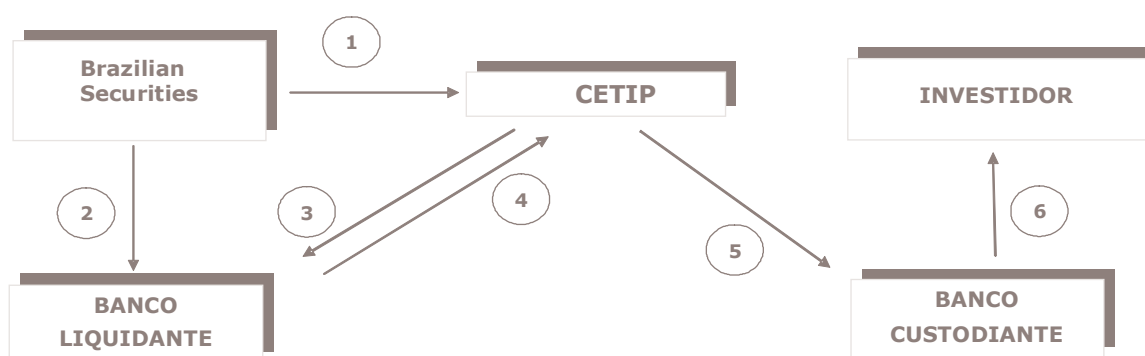 1
Brazilian
Securities
CETIP
INVESTIDOR
2
3
4
5
6
BANCO
LIQUIDANTE
BANCO
CUSTODIANTE